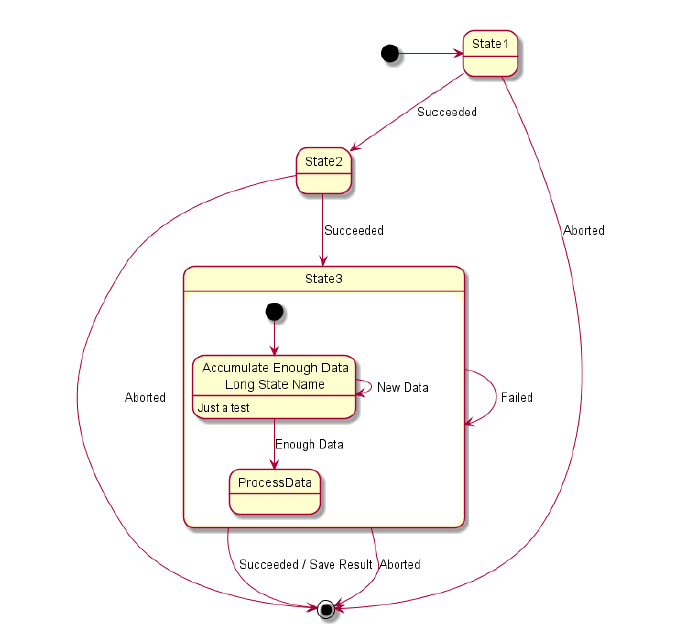 State1
Succeeded
State2
Succeeded
Aborted
State3
Accumulate Enough Data
Long State Name
New Data
Just a test
Enough Data
ProcessData
Aborted
Failed
Succeeded / Save Result
Aborted